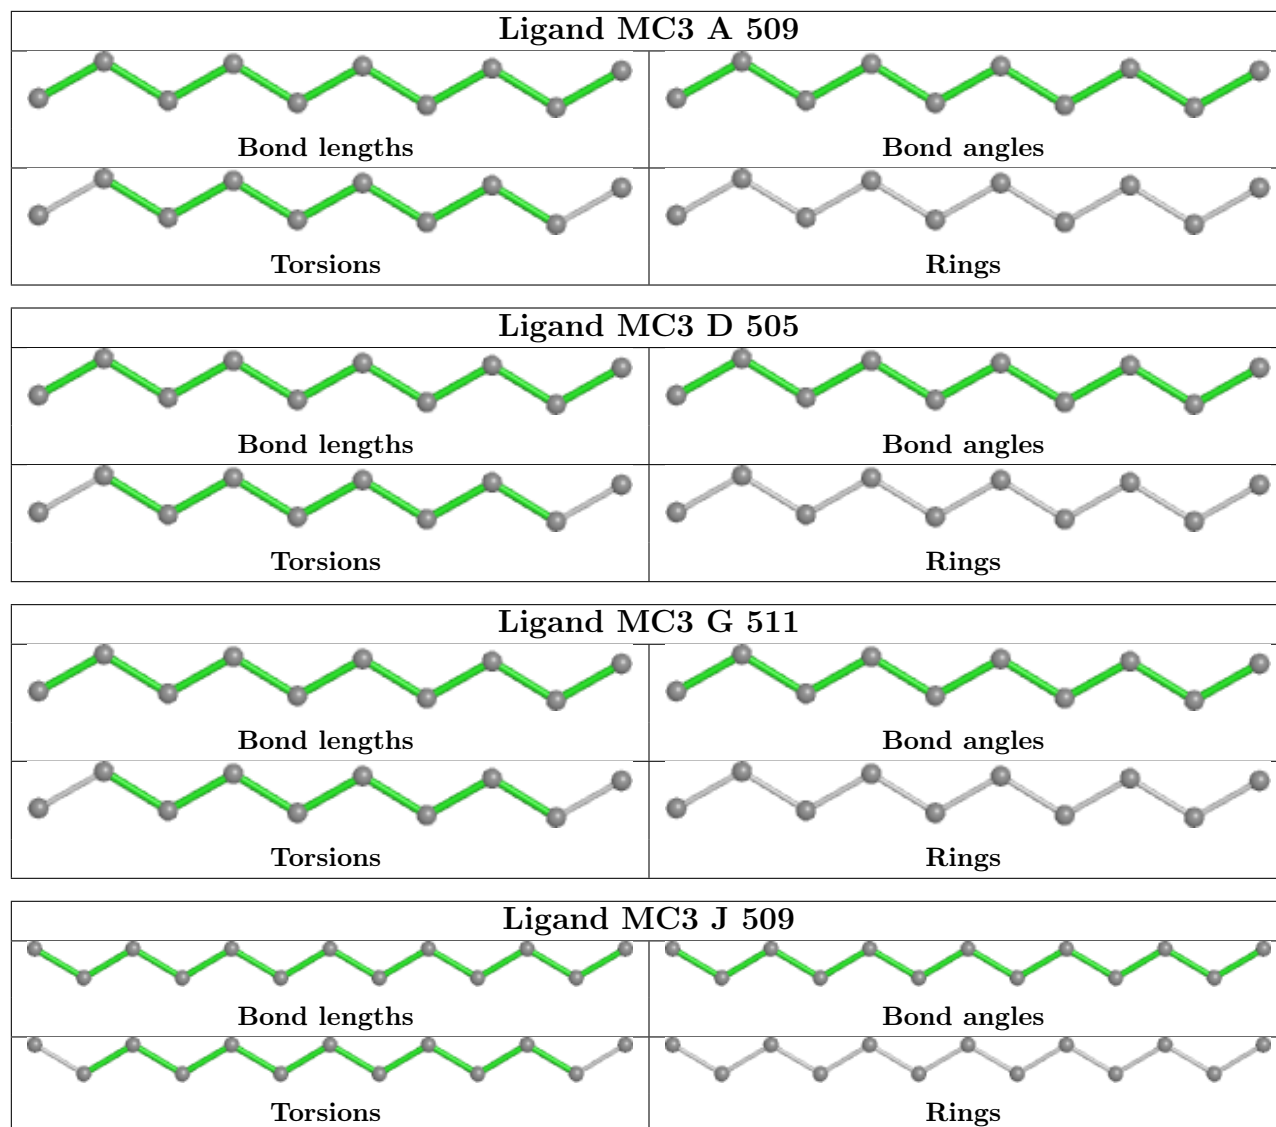 Ligand MC3 A 509
Bond lengths
Bond angles
Torsions
Rings
Ligand MC3 D 505
Bond lengths
Bond angles
Torsions
Rings
Ligand MC3 G 511
Bond lengths
Bond angles
Torsions
Rings
Ligand MC3 J 509
Bond lengths
Bond angles
Torsions
Rings